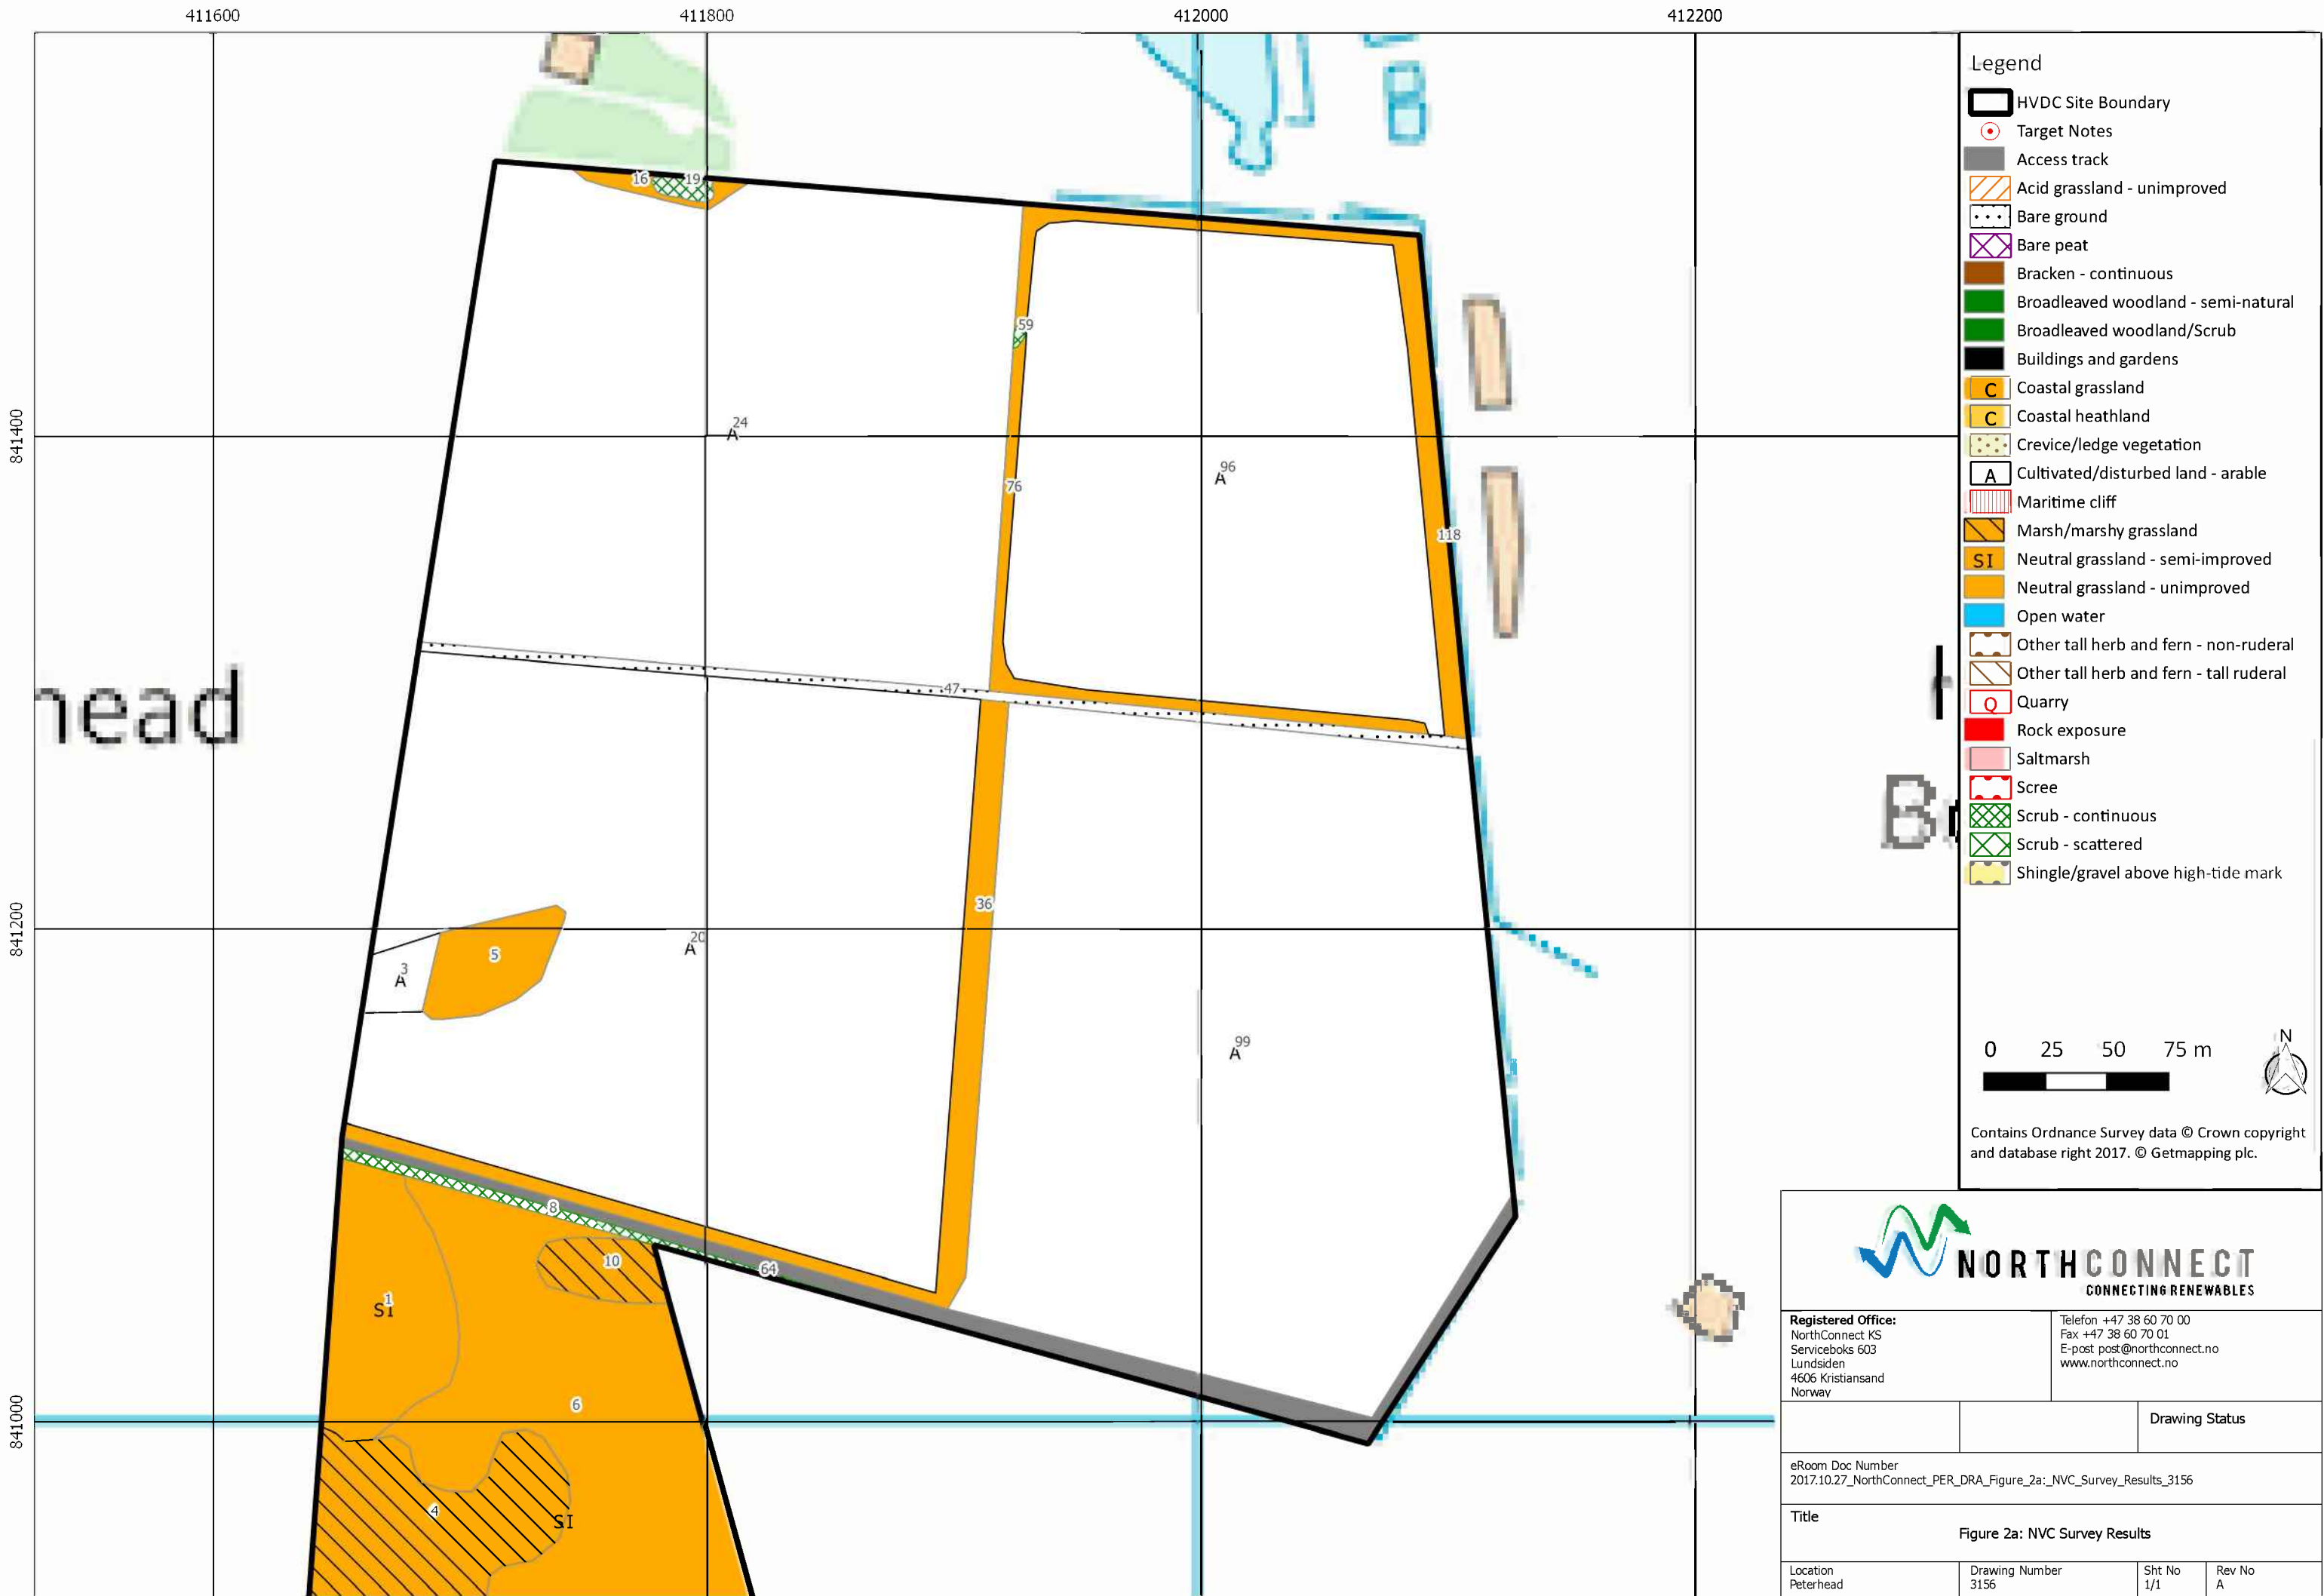 411600
411800
412000
412200
841400
841200
841000
16
19
59
24
96
76
118
47
36
5
20
3
99
8
10
64
1
6
4
A
A
A
A
A
SI
SI
head
Legend
HVDC Site Boundary
Target Notes
Access track
Acid grassland - unimproved
Bare ground
Bare peat
Bracken - continuous
Broadleaved woodland - semi-natural
Broadleaved woodland/Scrub
Buildings and gardens
C Coastal grassland
C Coastal heathland
Crevice/ledge vegetation
A Cultivated/disturbed land - arable
Maritime cliff
Marsh/marshy grassland
SI Neutral grassland - semi-improved
Neutral grassland - unimproved
Open water
Other tall herb and fern - non-ruderal
Other tall herb and fern - tall ruderal
Q Quarry
Rock exposure
Saltmarsh
Scree
Scrub - continuous
Scrub - scattered
Shingle/gravel above high-tide mark
0 25 50 75 m
N
Contains Ordnance Survey data © Crown copyright
and database right 2017. © Getmapping plc.
NORTHCONNECT
CONNECTING RENEWABLES
Registered Office:
NorthConnect KS
Serviceboks 603
Lundsiden
4606 Kristiansand
Norway
Telefon +47 38 60 70 00
Fax +47 38 60 70 01
E-post post@northconnect.no
www.northconnect.no
Drawing Status
eRoom Doc Number
2017.10.27_NorthConnect_PER_DRA_Figure_2a:_NVC_Survey_Results_3156
Title
Figure 2a: NVC Survey Results
Location
Peterhead
Drawing Number
3156
Sht No
1/1
Rev No
A